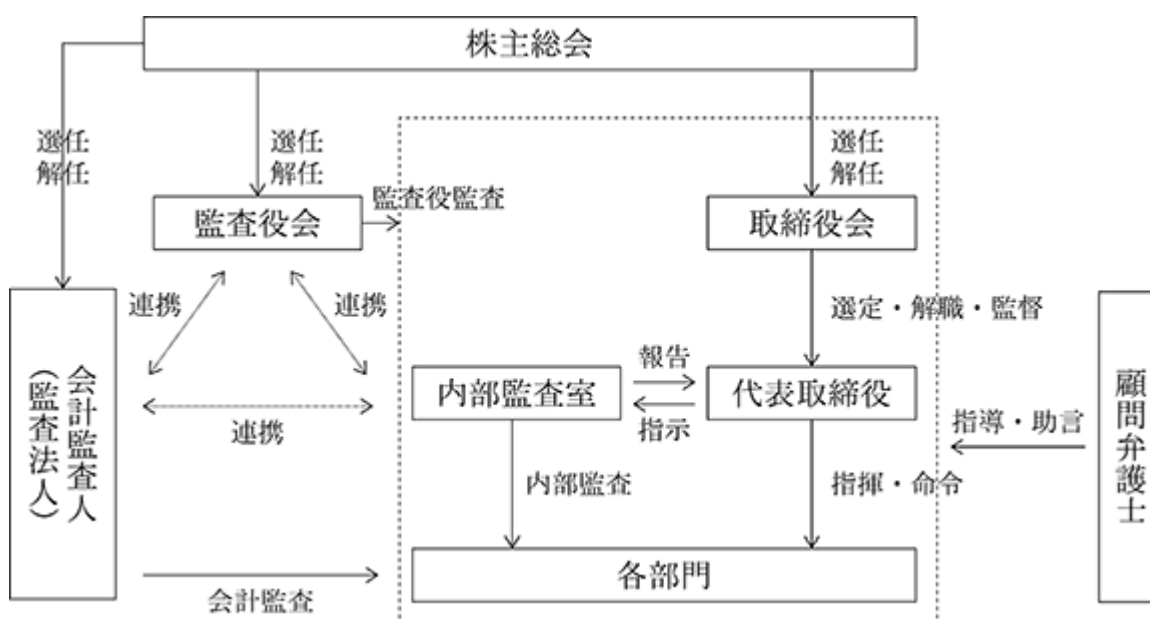 株主総会
選任
解任
選任
解任
選任
解任
監査役会
監査役監査
取締役会
連携
連携
選定・解職・監督
会計監査人
（監査法人）
連携
内部監査室
報告
指示
代表取締役
指導・助言
顧問弁護士
内部監査
指揮・命令
各部門
会計監査